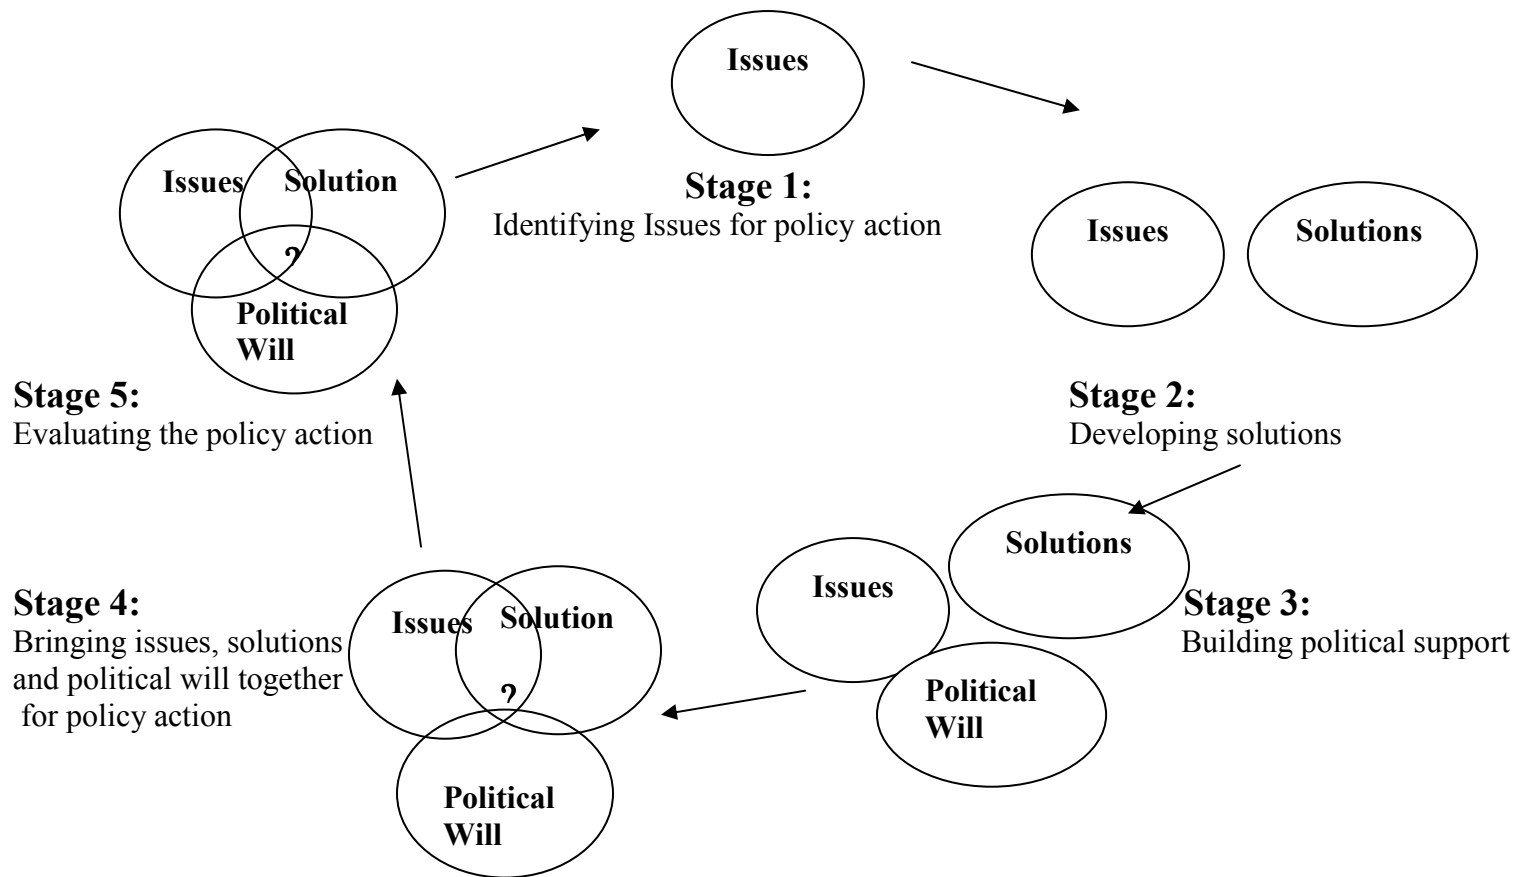 Issues
Stage 1:
Identifying Issues for policy action
Issues
Solutions
Stage 2:
Developing solutions
Solutions
Issues
Political
Will
Stage 3:
Building political support
Issues
Solution
?
Political
Will
Stage 4:
Bringing issues, solutions
and political will together
for policy action
Issues
Solution
?
Political
Will
Stage 5:
Evaluating the policy action